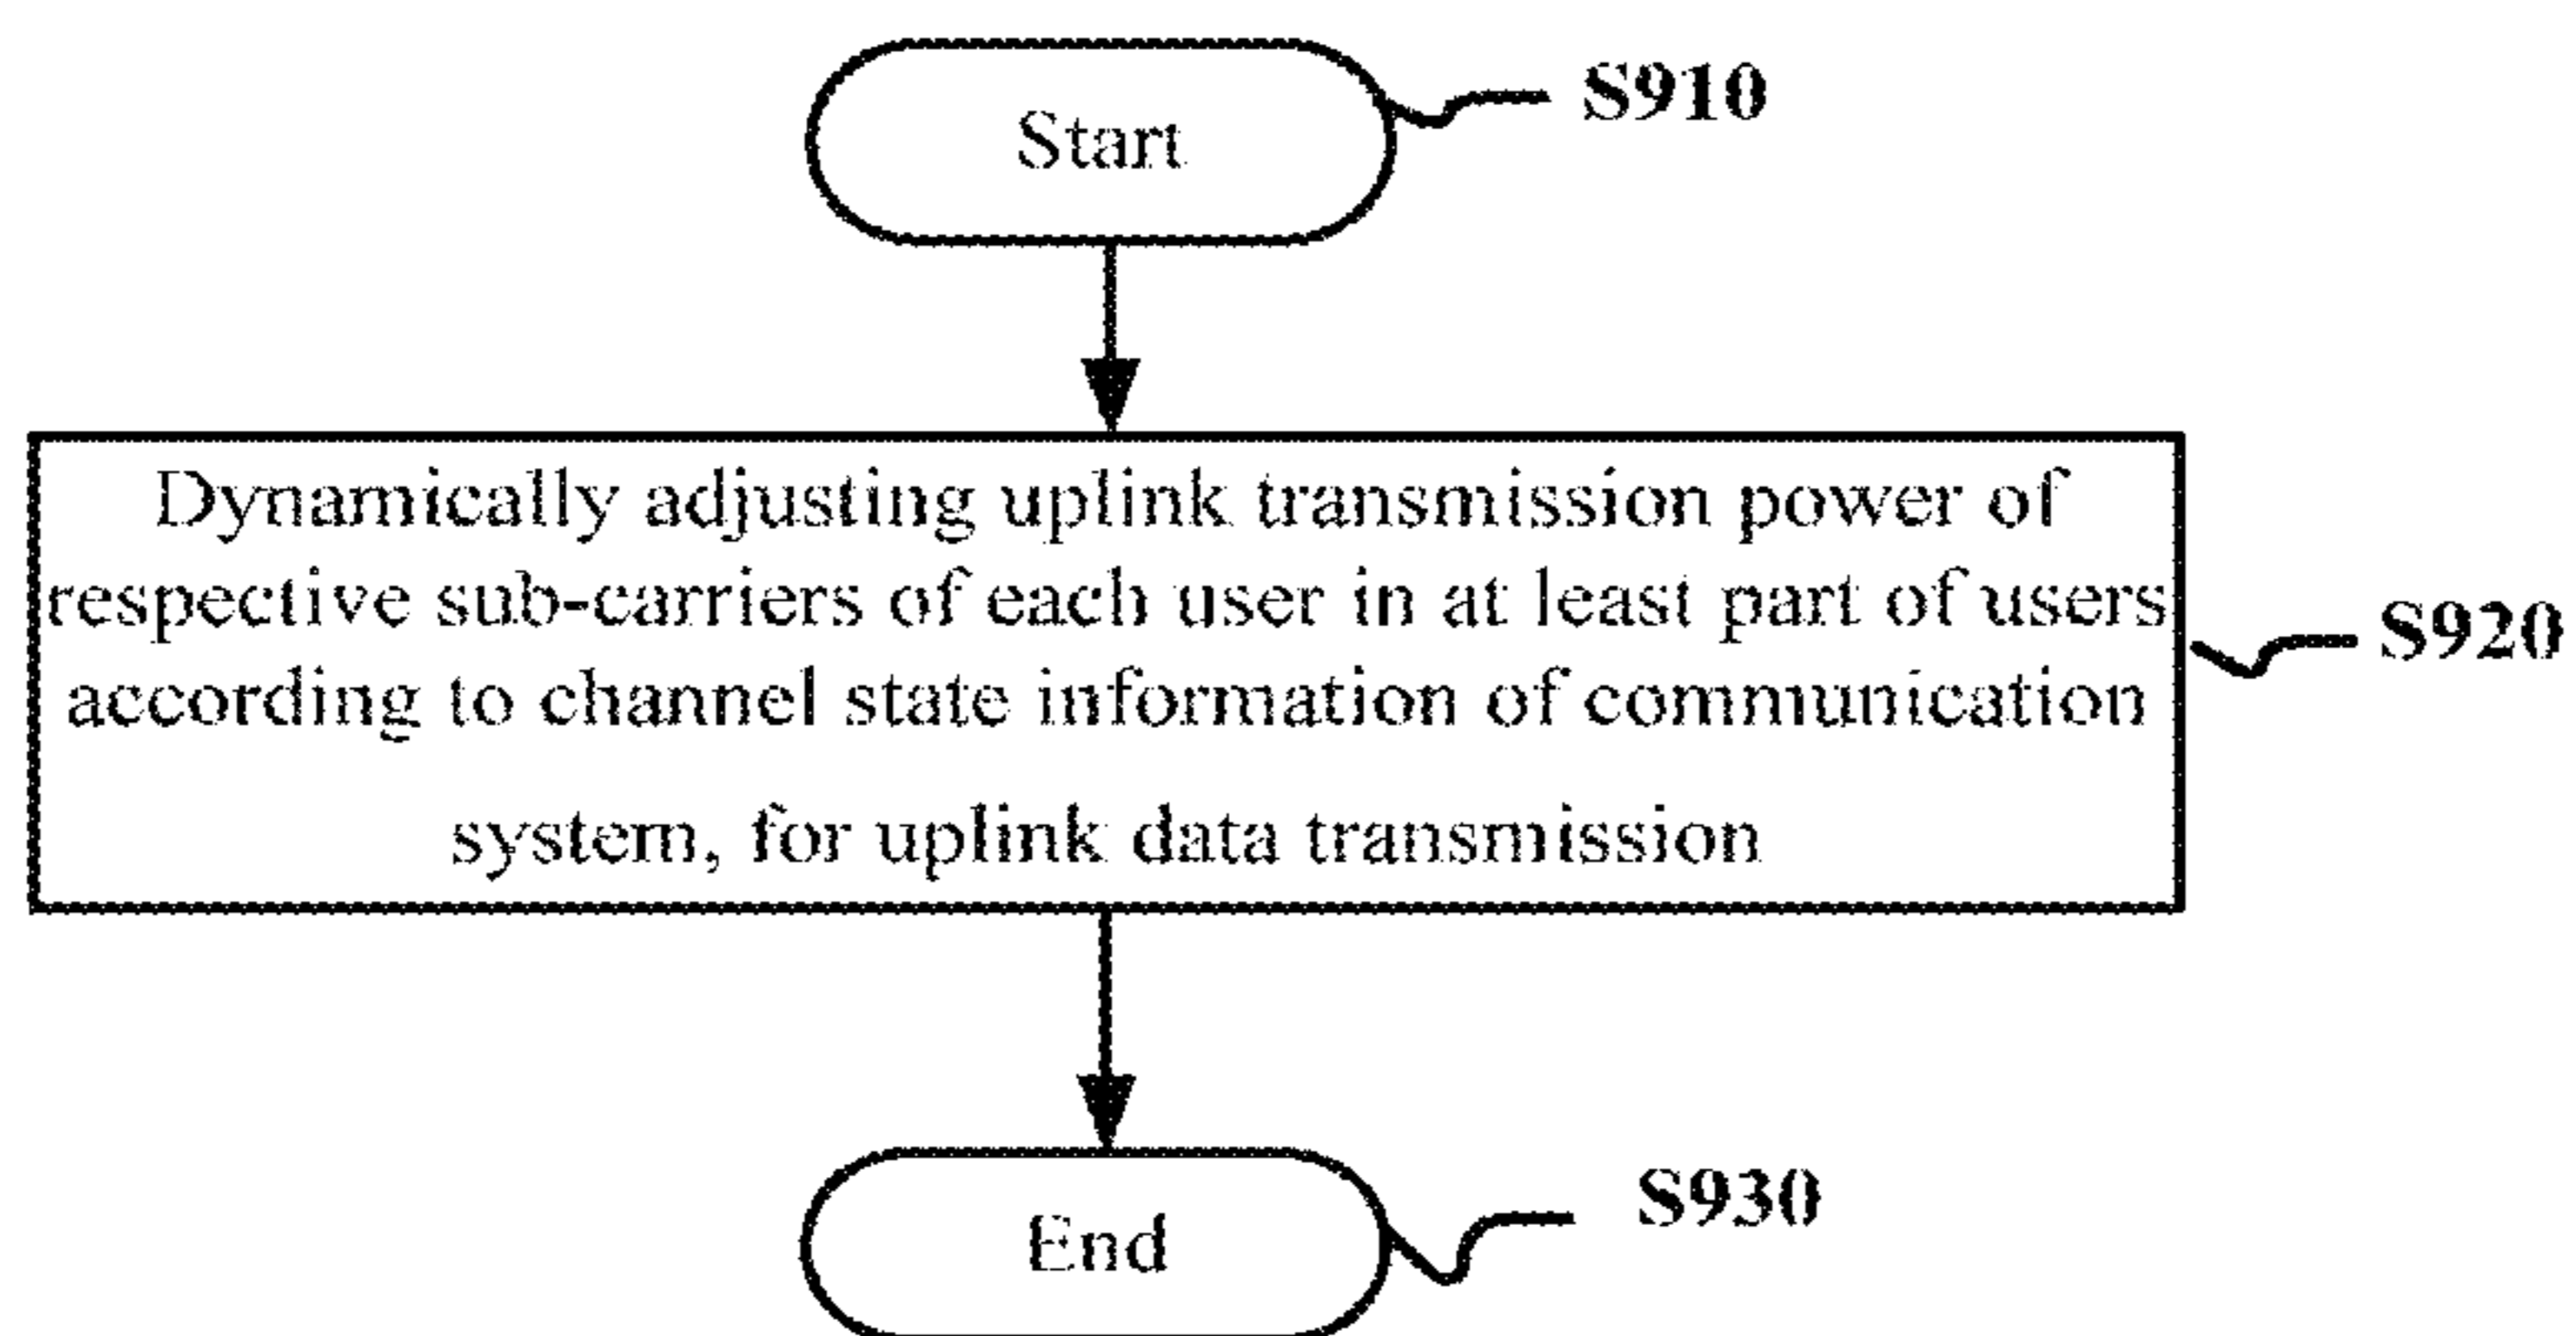 Start
S910
Dynamically adjusting uplink transmission power of
respective sub-carriers of each user in at least part of users
according to channel state information of communication
system, for uplink data transmission
S920
End
S930